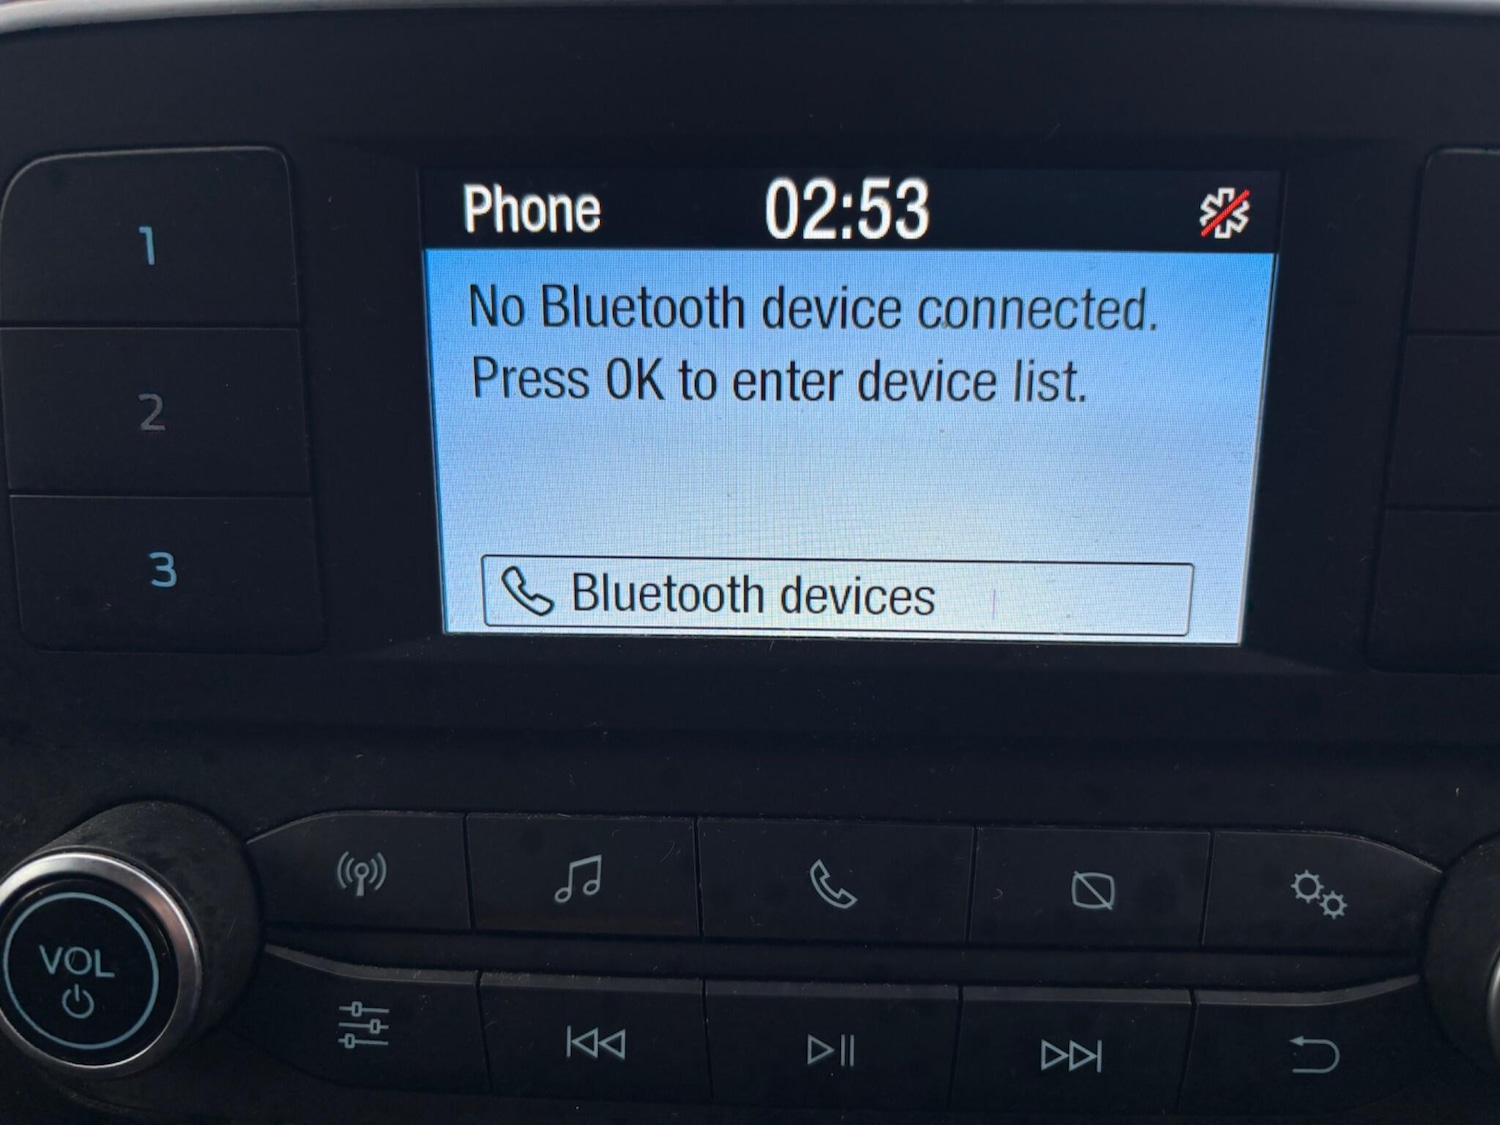 1
2
3
Phone 02:53
No Bluetooth device connected.
Press OK to enter device list.
Bluetooth devices
VOL